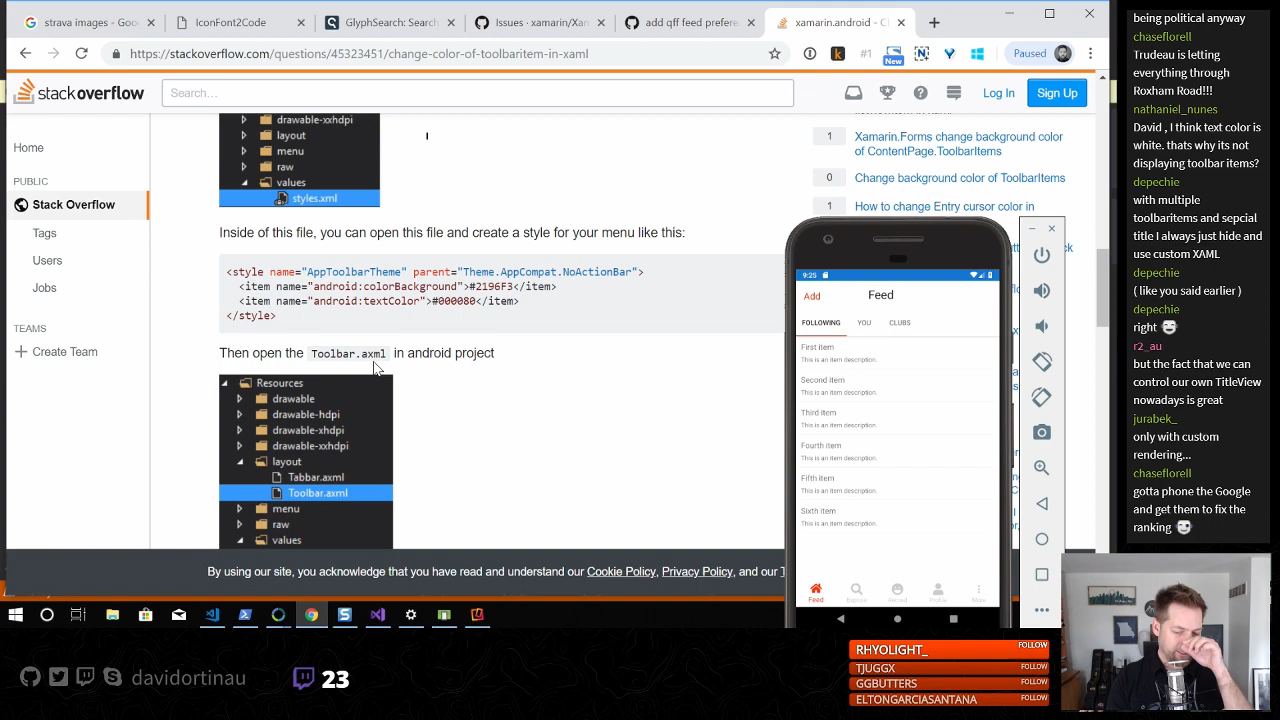 strava images - Goog
IconFont2Code
GlyphSearch: Search
Issues · xamarin/Xam
add qff feed preferen
xamarin.android - Ch
https://stackoverflow.com/questions/45323451/change-color-of-toolbaritem-in-xaml
#1
New
Paused
stackoverflow
Search...
Log In
Sign Up
Home
PUBLIC
Stack Overflow
Tags
Users
Jobs
TEAMS
Create Team
drawable-xhdpi
layout
menu
raw
values
styles.xml
Inside of this file, you can open this file and create a style for your menu like this:
<style name="AppToolbarTheme" parent="Theme.AppCompat.NoActionBar">
<item name="android:colorBackground">#2196F3</item>
<item name="android:textColor">#000080</item>
</style>
Then open the Toolbar.axml in android project
Resources
drawable
drawable-hdpi
drawable-xhdpi
drawable-xxhdpi
layout
Tabbar.axml
Toolbar.axml
menu
raw
values
1
Xamarin.Forms change background color
of ContentPage.ToolbarItems
0
Change background color of ToolbarItems
1
How to change Entry cursor color in
By using our site, you acknowledge that you have read and understand our Cookie Policy, Privacy Policy, and our
9:25
Add
Feed
FOLLOWING
YOU
CLUBS
First item
This is an item description.
Second item
This is an item description.
Third item
This is an item description.
Fourth item
This is an item description.
Fifth item
This is an item description.
Sixth item
This is an item description.
Feed
Explore
Record
Profile
More
being political anyway
chaseflorell
Trudeau is letting
everything through
Roxham Road!!!
nathaniel_nunes
David , I think text color is
white. thats why its not
displaying toolbar items?
depechie
with multiple
toolbaritems and sepcial
title I always just hide and
use custom XAML
depechie
( like you said earlier )
depechie
right
r2_au
but the fact that we can
control our own TitleView
nowadays is great
jurabek_
only with custom
rendering...
chaseflorell
gotta phone the Google
and get them to fix the
ranking
davidortinau
23
RHYOLIGHT_
FOLLOW
TJUGGX
FOLLOW
GGBUTTERS
FOLLOW
ELTONGARCIASANTANA
FOLLOW